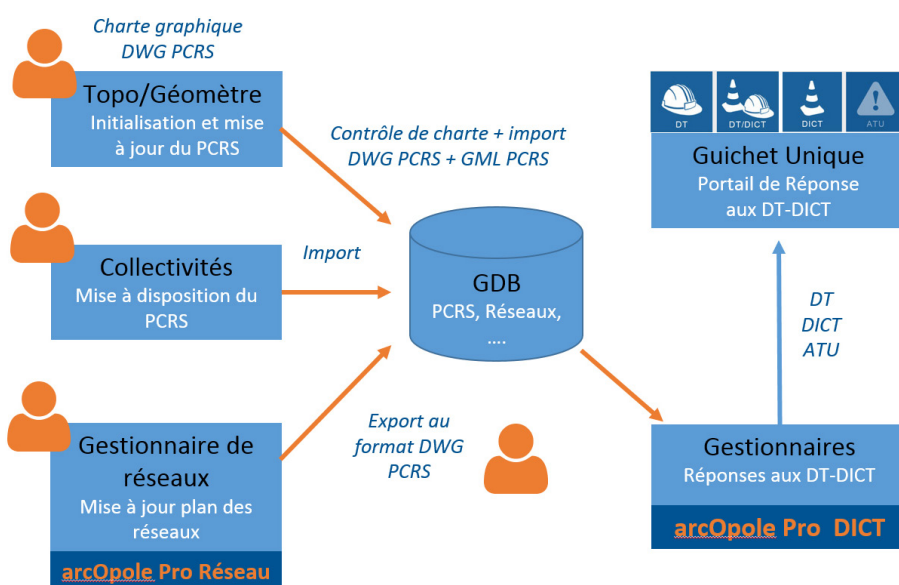 Charte graphique
DWG PCRS
Topo/Géomètre
Initialisation et mise
à jour du PCRS
Contrôle de charte + import
DWG PCRS + GML PCRS
DT
DT/DICT
DICT
ATU
Guichet Unique
Portail de Réponse
aux DT-DICT
Collectivités
Mise à disposition du
PCRS
Import
GDB
PCRS, Réseaux,
....
DT
DICT
ATU
Gestionnaire de
réseaux
Mise à jour plan des
réseaux
arcOpole Pro Réseau
Export au
format DWG
PCRS
Gestionnaires
Réponses aux DT-DICT
arcOpole Pro DICT